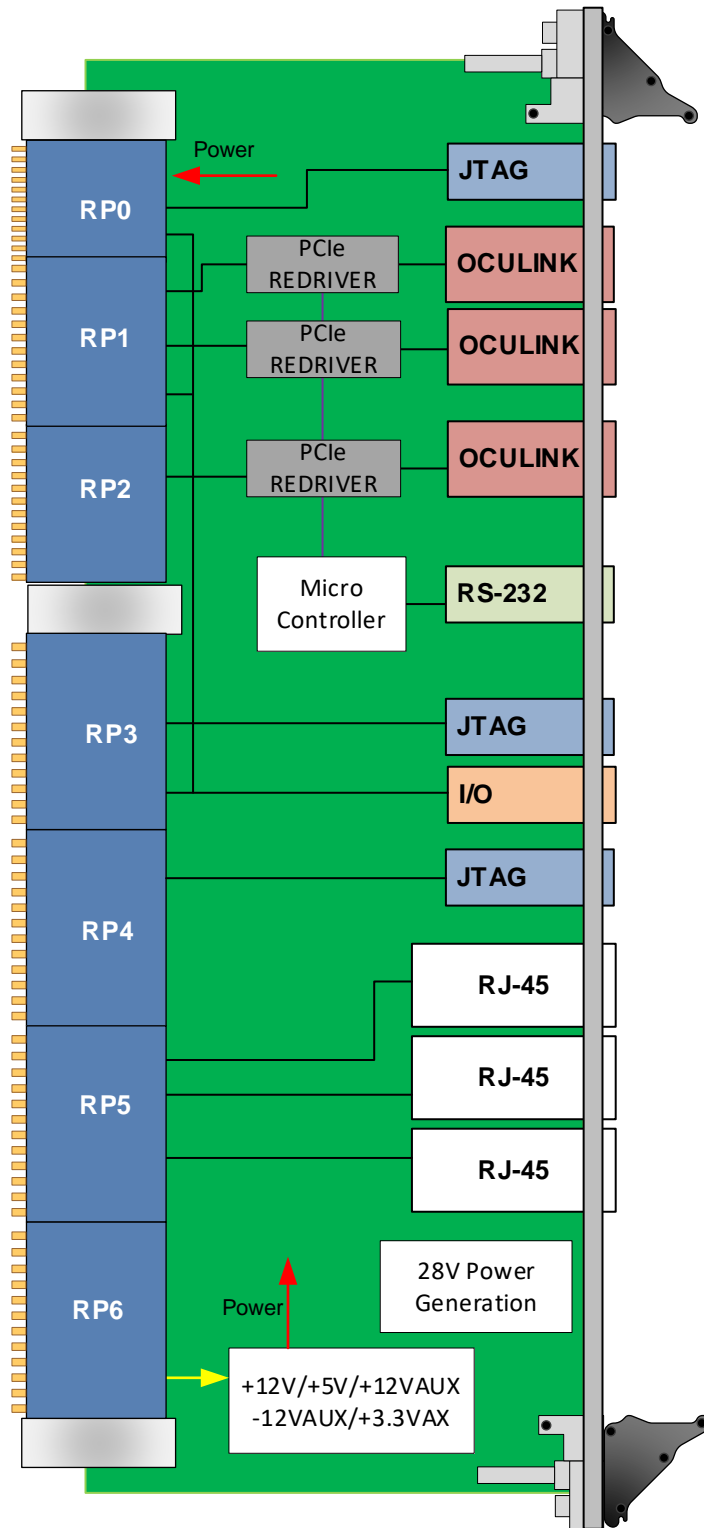 Power
JTAG
RP0
PCIe
REDRIVER
OCULINK
RP1
PCIe
REDRIVER
OCULINK
PCIe
REDRIVER
OCULINK
RP2
Micro
Controller
RS-232
RP3
JTAG
I/O
JTAG
RP4
RJ-45
RJ-45
RP5
RJ-45
28V Power
Generation
RP6
Power
+12V/+5V/+12VAUX
-12VAUX/+3.3VAX